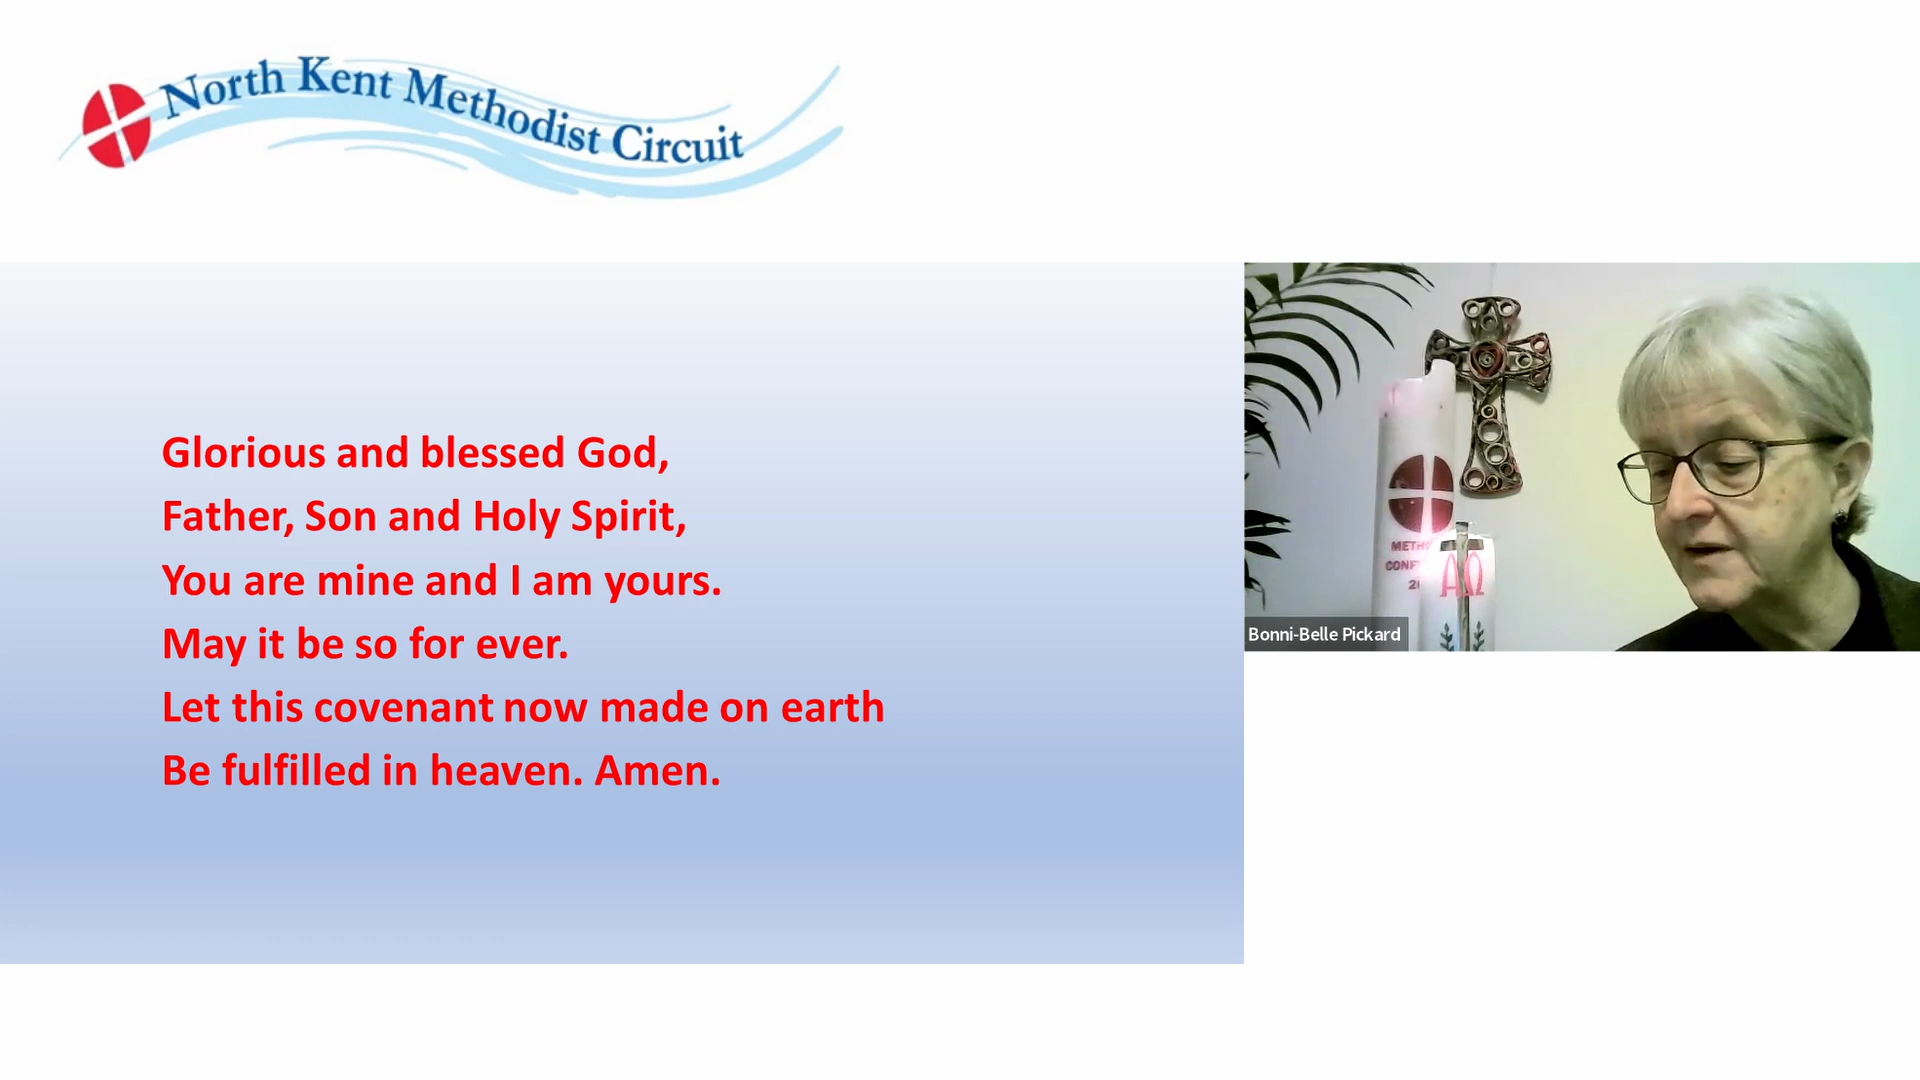 North Kent Methodist Circuit
Glorious and blessed God,
Father, Son and Holy Spirit,
You are mine and I am yours.
May it be so for ever.
Let this covenant now made on earth
Be fulfilled in heaven. Amen.
ΑΩ
Bonni-Belle Pickard